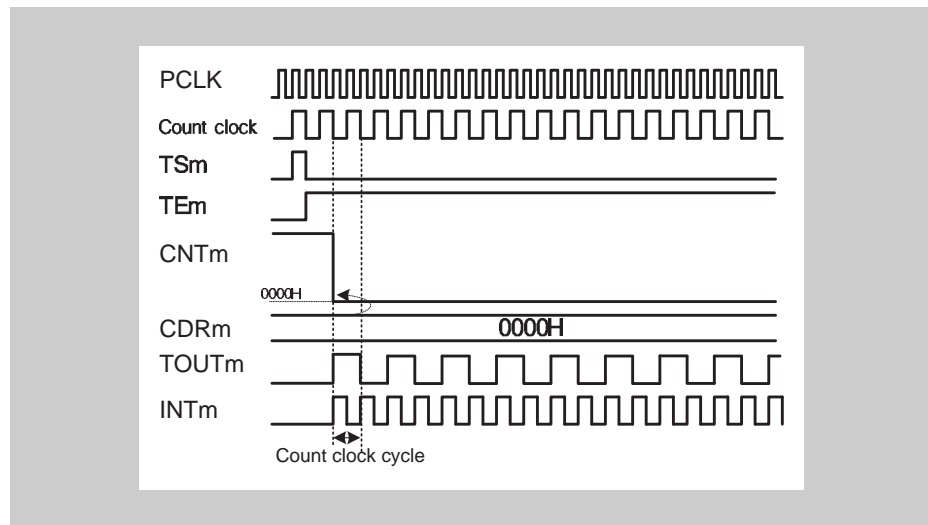 PCLK
Count clock
TSm
TEm
CNTm
0000H
CDRm 0000H
TOUTm
INTm
Count clock cycle